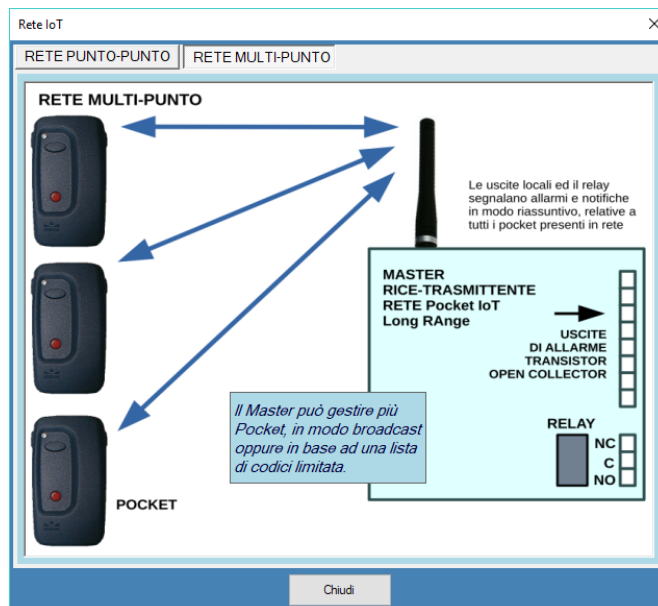 Rete IoT
RETE PUNTO-PUNTO
RETE MULTI-PUNTO
RETE MULTI-PUNTO
Le uscite locali ed il relay
segnalano allarmi e notifiche
in modo riassuntivo, relative a
tutti i pocket presenti in rete
MASTER
RICE-TRASMITTENTE
RETE Pocket IoT
Long RAnge
USCITE
DI ALLARME
TRANSISTOR
OPEN COLLECTOR
Il Master può gestire più
Pocket, in modo broadcast
oppure in base ad una lista
di codici limitata.
RELAY
NC
C
NO
POCKET
Chiudi